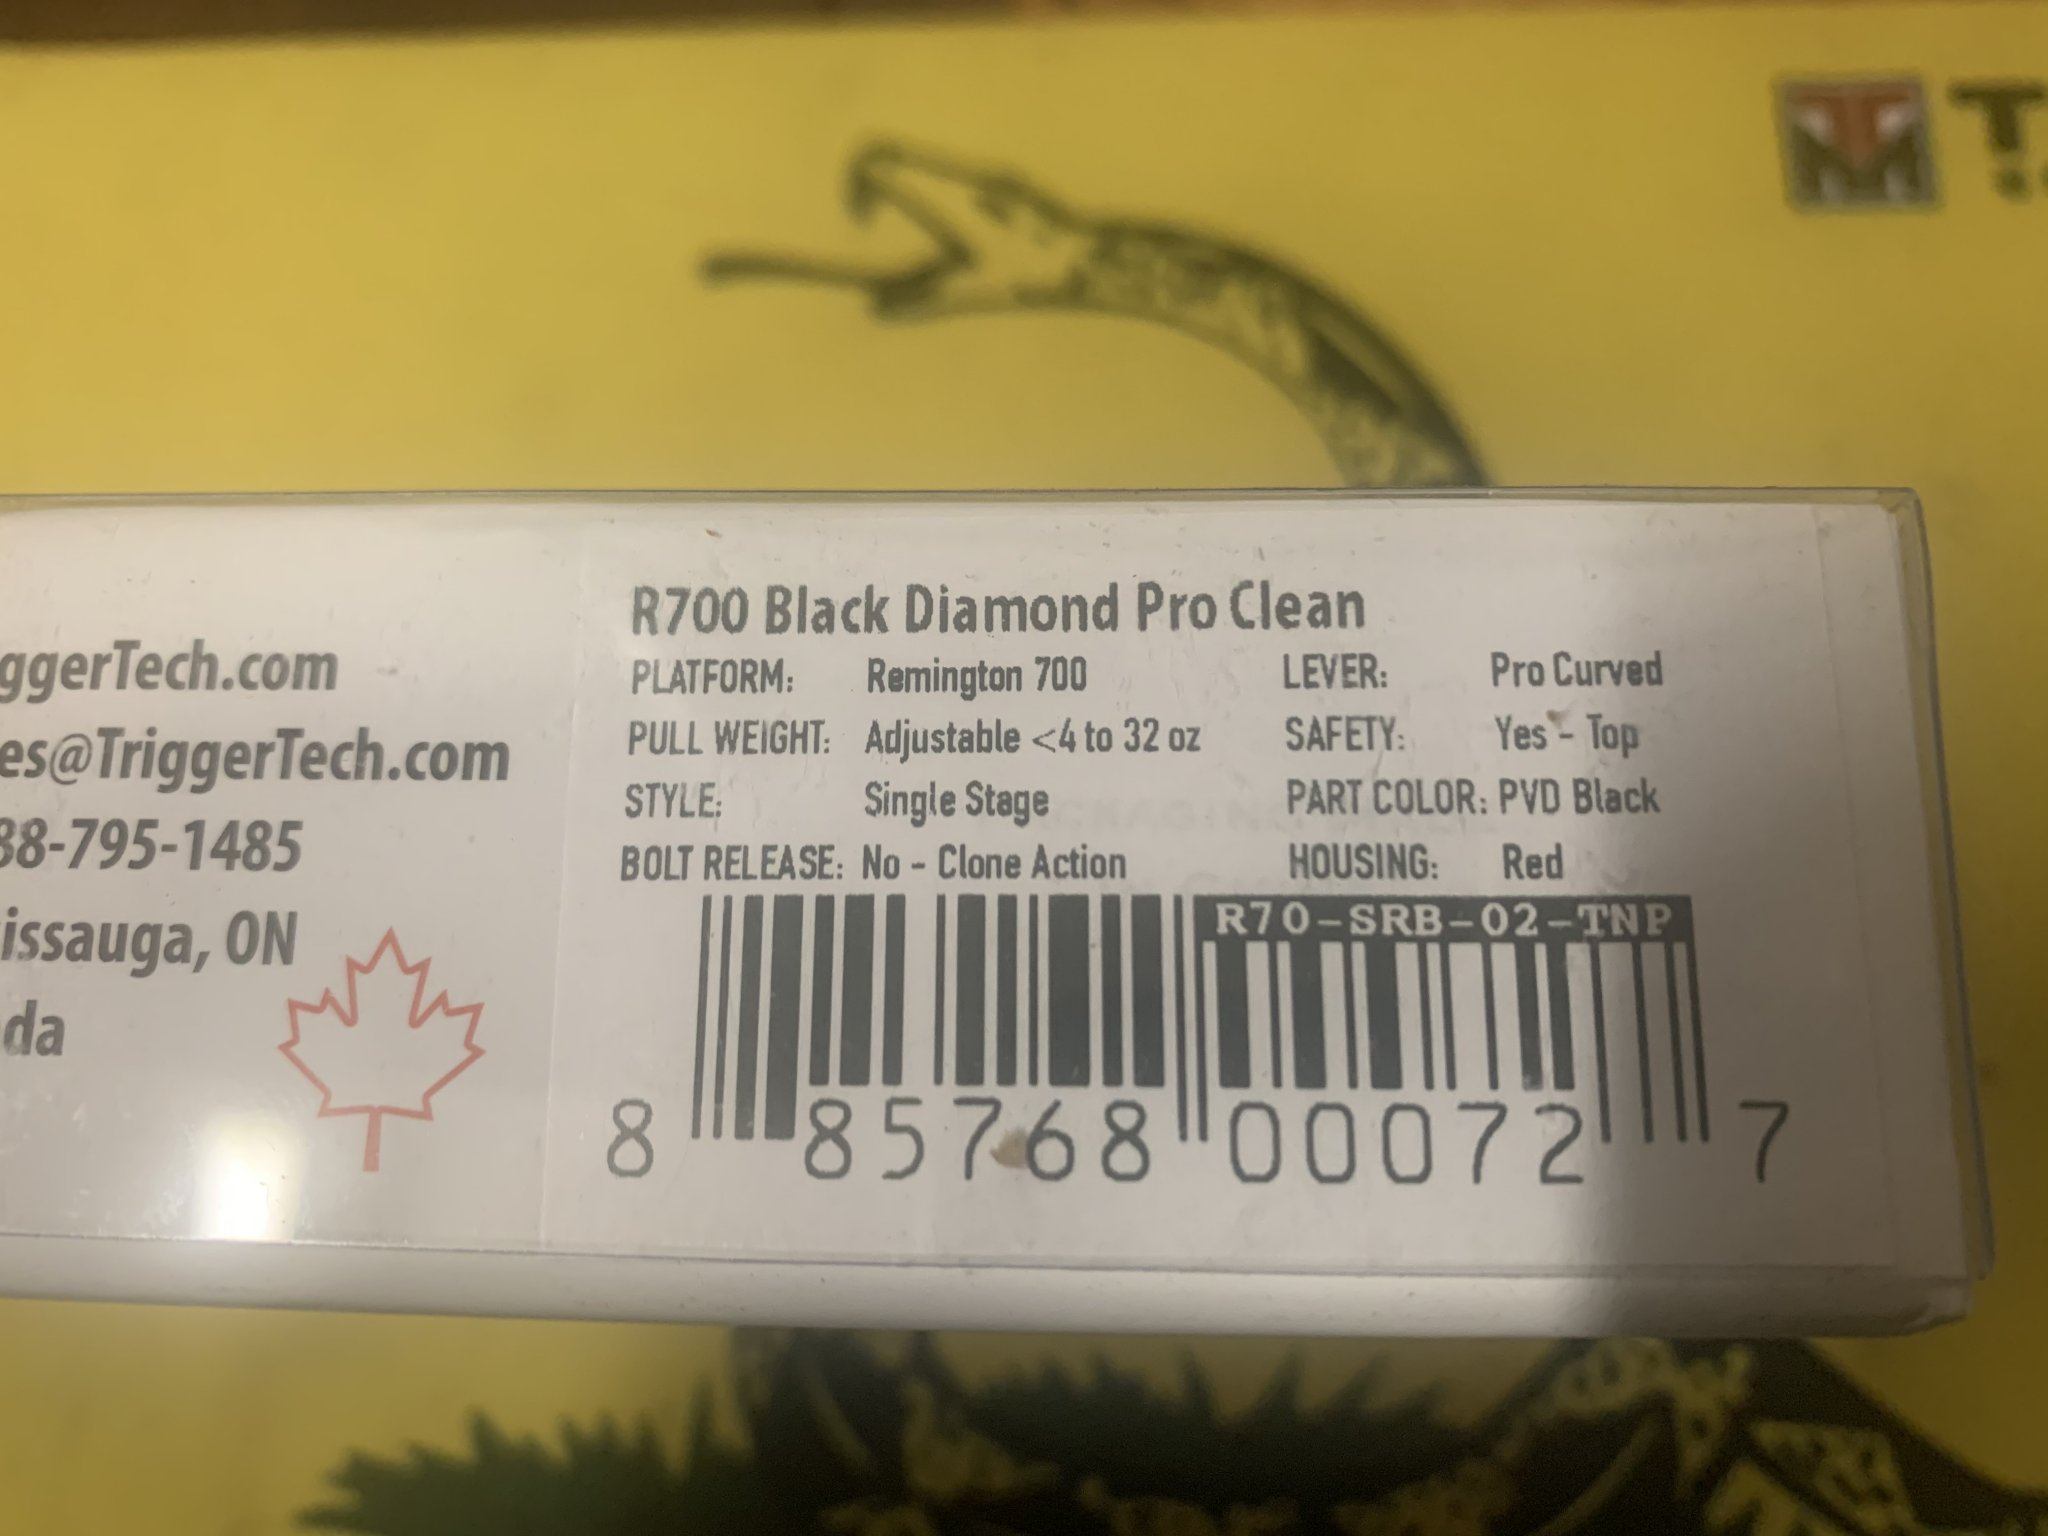 ggerTech.com
es@TriggerTech.com
88-795-1485
issauga, ON
da
R700 Black Diamond Pro Clean
PLATFORM: Remington 700 LEVER: Pro Curved
PULL WEIGHT: Adjustable <4 to 32 oz SAFETY: Yes - Top
STYLE: Single Stage PART COLOR: PVD Black
BOLT RELEASE: No - Clone Action HOUSING: Red
R70-SRB-02-TNP
8 85768 00072 7